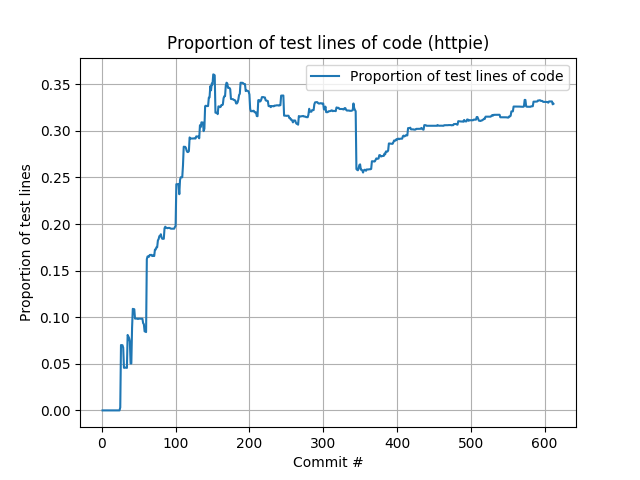 Proportion of test lines of code (httpie)
Proportion of test lines of code
Proportion of test lines
0.35
0.30
0.25
0.20
0.15
0.10
0.05
0.00
0 100 200 300 400 500 600
Commit #